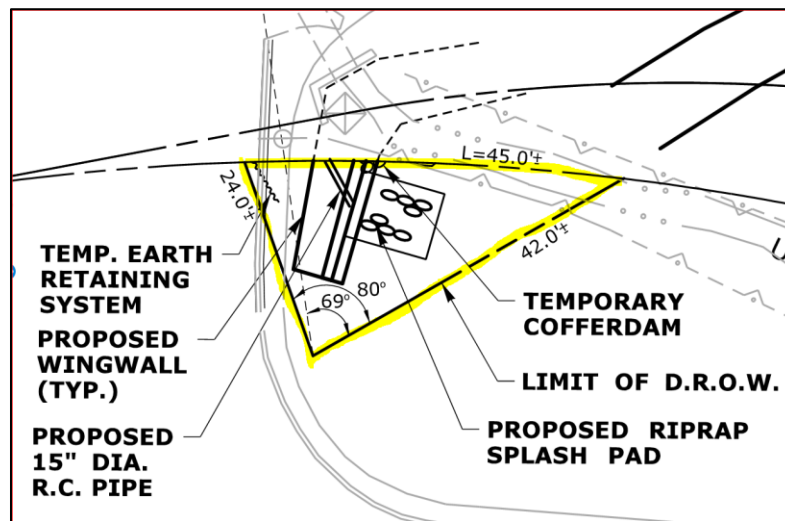 L=45.0'±
24.0'±
42.0'±
80°
69°
TEMP. EARTH
RETAINING
SYSTEM
PROPOSED
WINGWALL
(TYP.)
PROPOSED
15" DIA.
R.C. PIPE
TEMPORARY
COFFERDAM
LIMIT OF D.R.O.W.
PROPOSED RIPRAP
SPLASH PAD